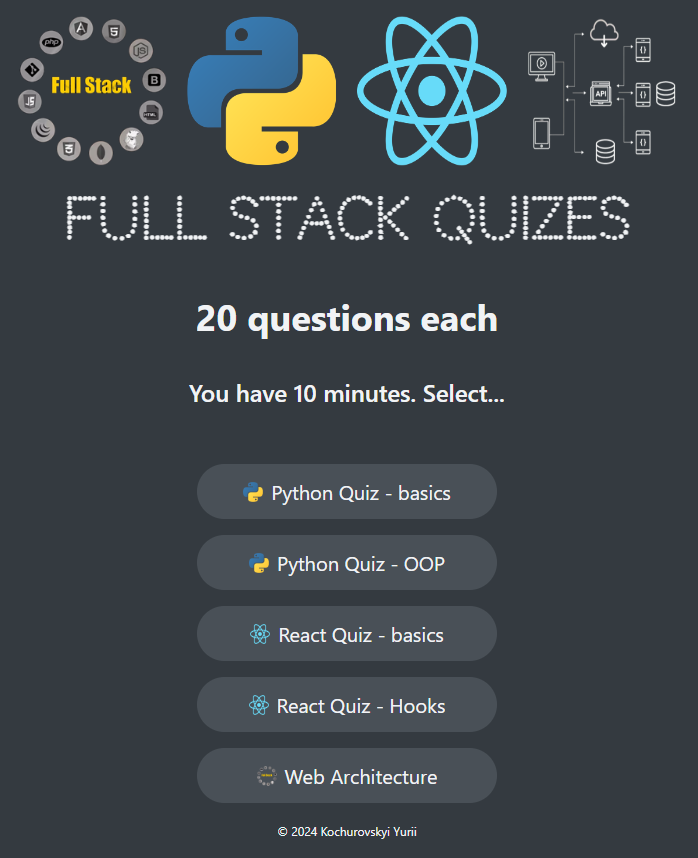 php
JS
B
HTML
Full Stack
API
FULL STACK QUIZES
20 questions each
You have 10 minutes. Select...
Python Quiz - basics
Python Quiz - OOP
React Quiz - basics
React Quiz - Hooks
Web Architecture
© 2024 Kochurovskyi Yurii